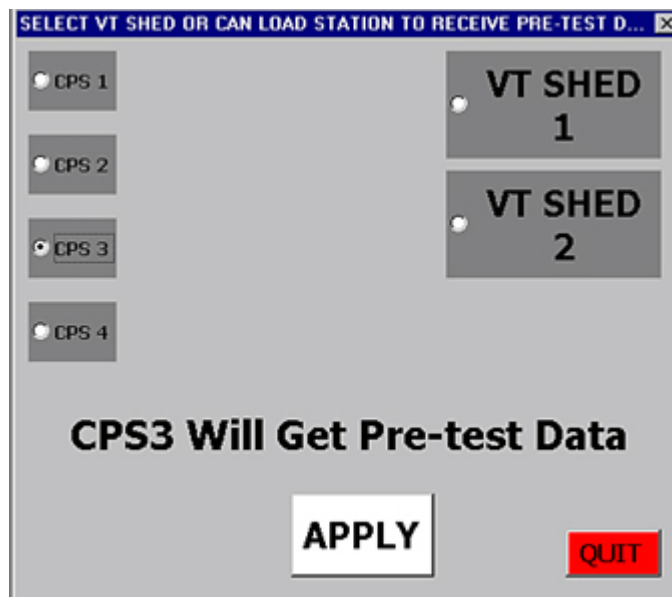 SELECT VT SHED OR CAN LOAD STATION TO RECEIVE PRE-TEST D...
CPS 1
CPS 2
CPS 3
CPS 4
VT SHED
1
VT SHED
2
CPS3 Will Get Pre-test Data
APPLY
QUIT